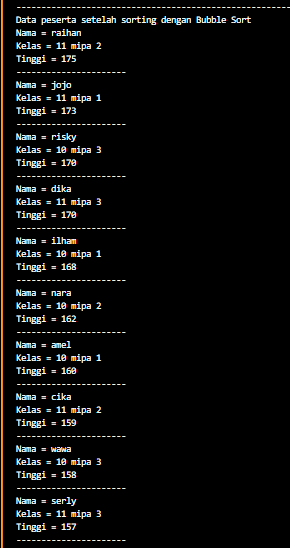 --------------------------------------------------------
Data peserta setelah sorting dengan Bubble Sort
Nama = raihan
Kelas = 11 mipa 2
Tinggi = 175
----------------------
Nama = jojo
Kelas = 11 mipa 1
Tinggi = 173
----------------------
Nama = risky
Kelas = 10 mipa 3
Tinggi = 170
----------------------
Nama = dika
Kelas = 11 mipa 3
Tinggi = 170
----------------------
Nama = ilham
Kelas = 10 mipa 1
Tinggi = 168
----------------------
Nama = nara
Kelas = 10 mipa 2
Tinggi = 162
----------------------
Nama = amel
Kelas = 10 mipa 1
Tinggi = 160
----------------------
Nama = cika
Kelas = 11 mipa 2
Tinggi = 159
----------------------
Nama = wawa
Kelas = 10 mipa 3
Tinggi = 158
----------------------
Nama = serly
Kelas = 11 mipa 3
Tinggi = 157
----------------------